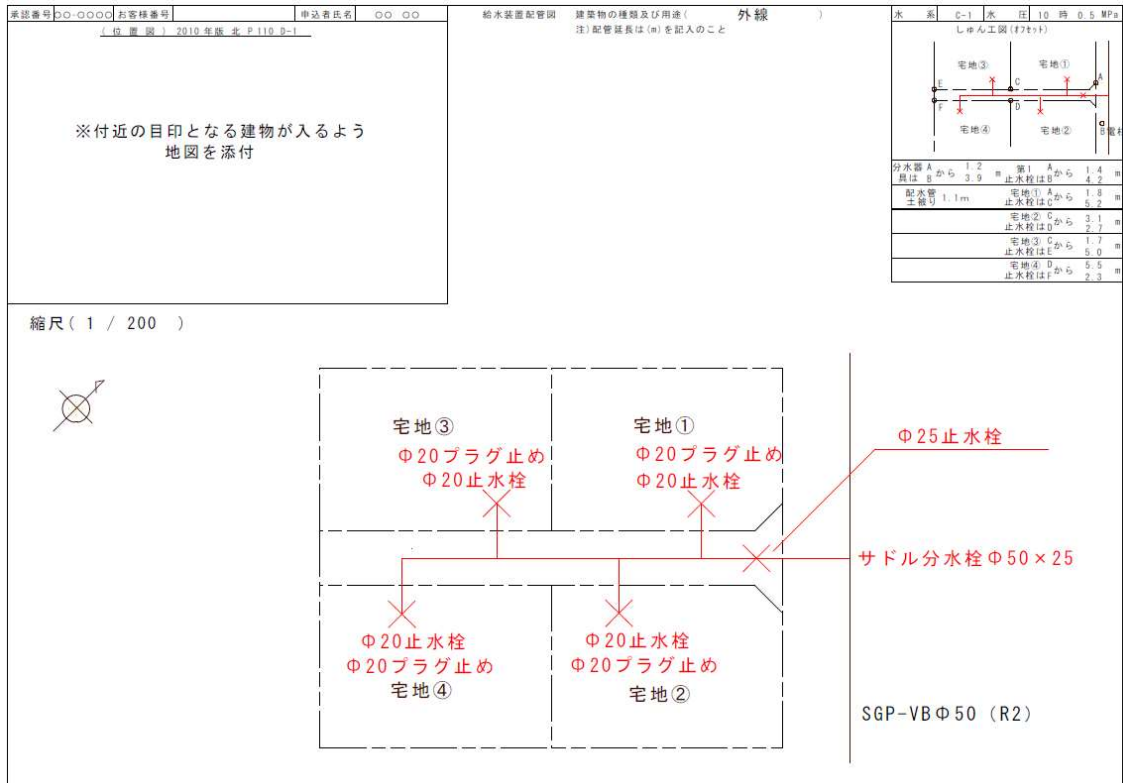 承認番号 ○○-○○○○ お客様番号 申込者氏名 ○○ ○○
(位置図) 2010年版 北 P110 D-1
※付近の目印となる建物が入るよう
地図を添付
給水装置配管図 建築物の種類及び用途( 外線 )
注)配管延長は(m)を記入のこと
水系 C-1 水圧 10 時 0.5 MPa
しゅん工図(オフセット)
宅地③ 宅地①
E C A
F D
宅地④ 宅地② B電柱
分水器具は A B から 1.2 3.9 m 第1止水栓は A B から 1.4 4.2 m
配水管土被り 1.1m 宅地①止水栓は A C から 1.8 5.2 m
宅地②止水栓は C D から 3.1 2.7 m
宅地③止水栓は C E から 1.7 5.0 m
宅地④止水栓は D F から 5.5 2.3 m
縮尺( 1 / 200 )
宅地③ 宅地①
Φ20プラグ止め Φ20プラグ止め
Φ20止水栓 Φ20止水栓
Φ25止水栓
サドル分水栓Φ50×25
Φ20止水栓 Φ20止水栓
Φ20プラグ止め Φ20プラグ止め
宅地④ 宅地②
SGP-VBΦ50 (R2)